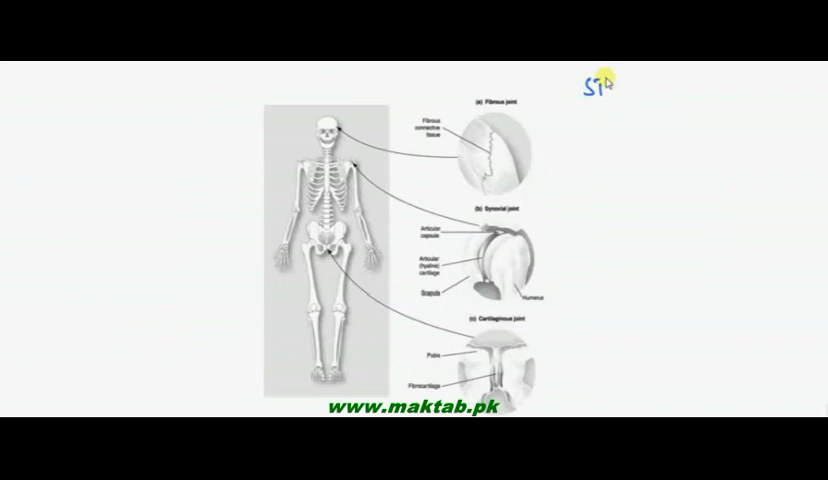 ST
(a) Fibrous joint
Fibrous
connective
tissue
(b) Synovial joint
Articular
capsule
Articular
(hyaline)
cartilage
Scapula
Humerus
(c) Cartilaginous joint
Pubis
Fibrocartilage
www.maktab.pk